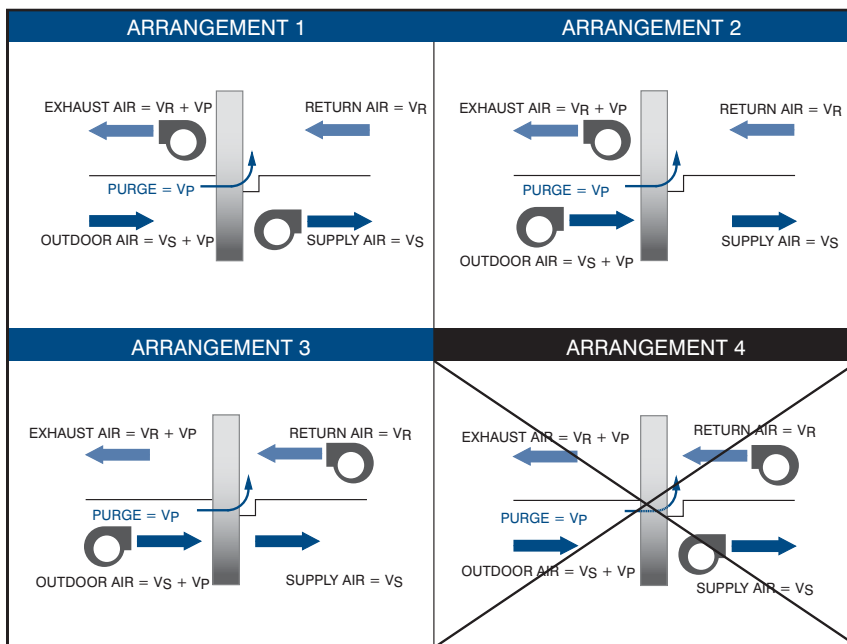 ARRANGEMENT 1
EXHAUST AIR = VR + VP
RETURN AIR = VR
PURGE = VP
OUTDOOR AIR = VS + VP
SUPPLY AIR = VS
ARRANGEMENT 2
EXHAUST AIR = VR + VP
RETURN AIR = VR
PURGE = VP
OUTDOOR AIR = VS + VP
SUPPLY AIR = VS
ARRANGEMENT 3
EXHAUST AIR = VR + VP
RETURN AIR = VR
PURGE = VP
OUTDOOR AIR = VS + VP
SUPPLY AIR = VS
ARRANGEMENT 4
EXHAUST AIR = VR + VP
RETURN AIR = VR
PURGE = VP
OUTDOOR AIR = VS + VP
SUPPLY AIR = VS